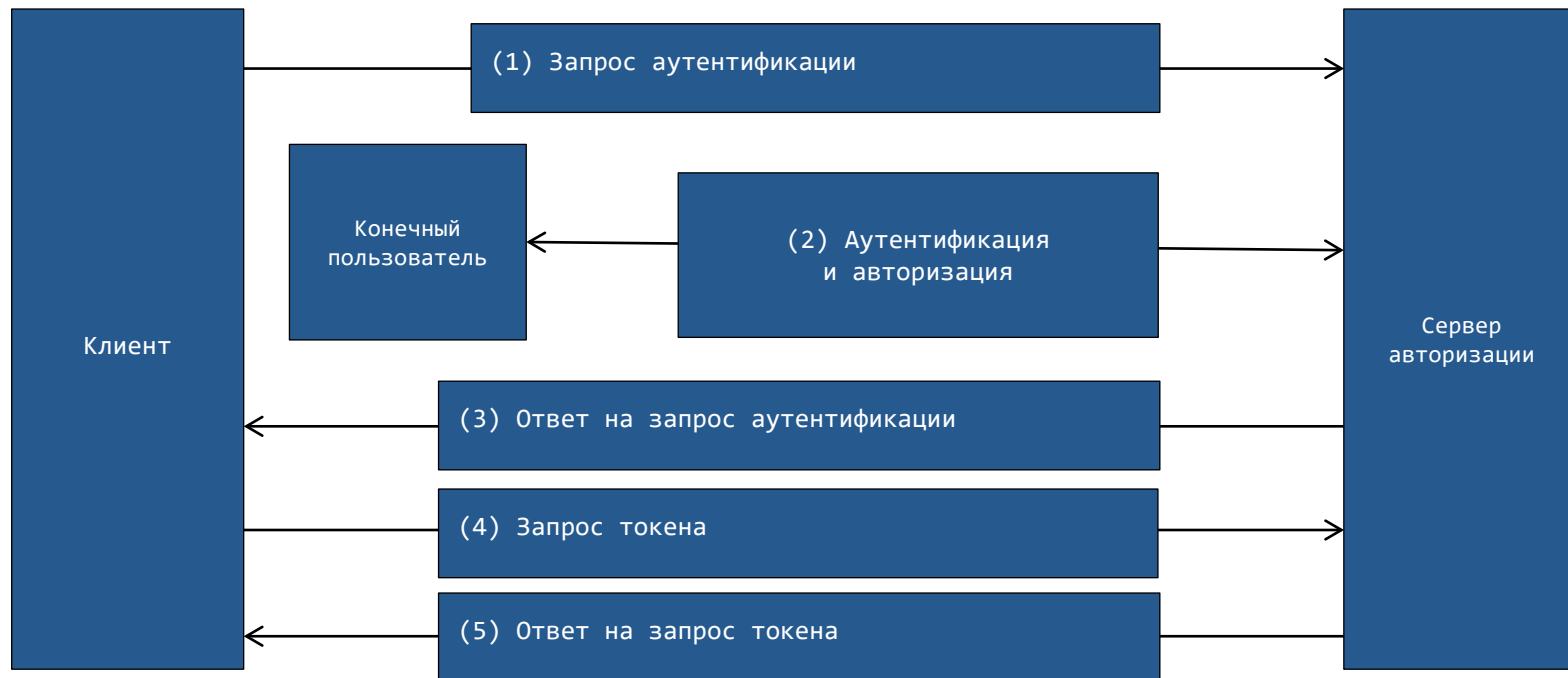 (1) Запрос аутентификации
Конечный
пользователь
(2) Аутентификация
и авторизация
Клиент
Сервер
авторизации
(3) Ответ на запрос аутентификации
(4) Запрос токена
(5) Ответ на запрос токена